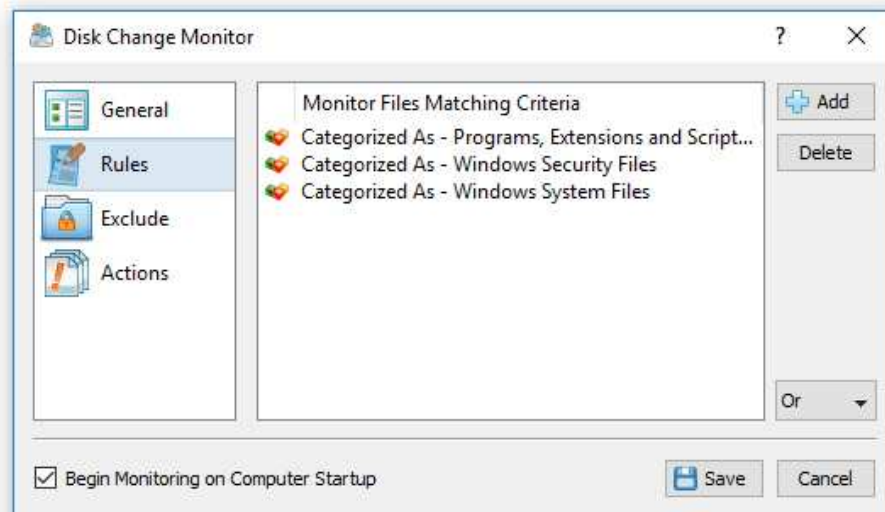 Disk Change Monitor
?
General
Rules
Exclude
Actions
Monitor Files Matching Criteria
Categorized As - Programs, Extensions and Script...
Categorized As - Windows Security Files
Categorized As - Windows System Files
Add
Delete
Or
Begin Monitoring on Computer Startup
Save
Cancel